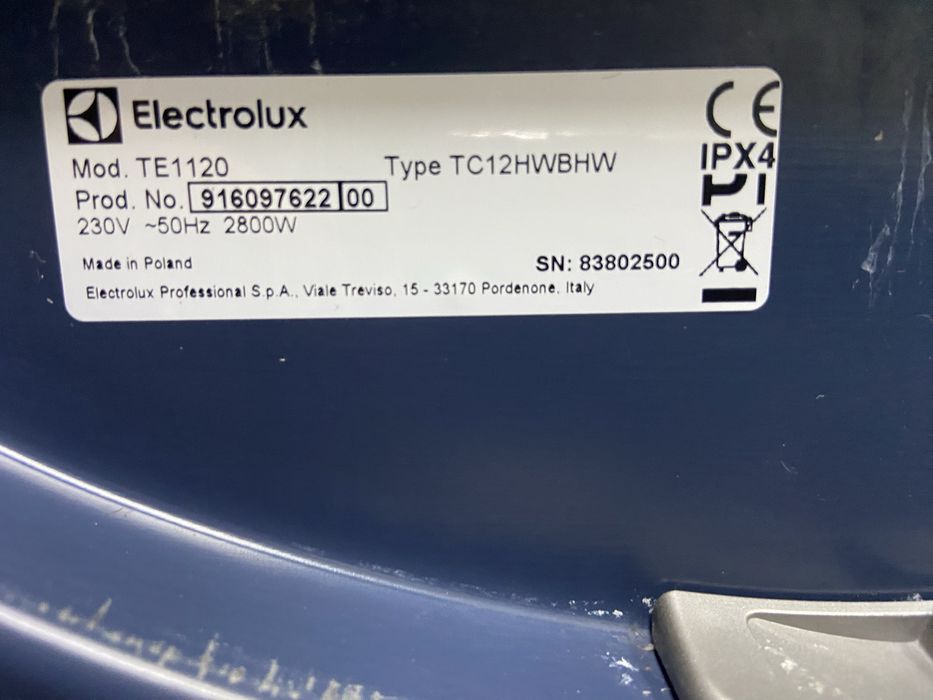 Electrolux
CE
Mod. TE1120 Type TC12HWBHW
IPX4
Prod. No. 916097622 00
230V ~50Hz 2800W
Made in Poland
SN: 83802500
Electrolux Professional S.p.A., Viale Treviso, 15 - 33170 Pordenone, Italy